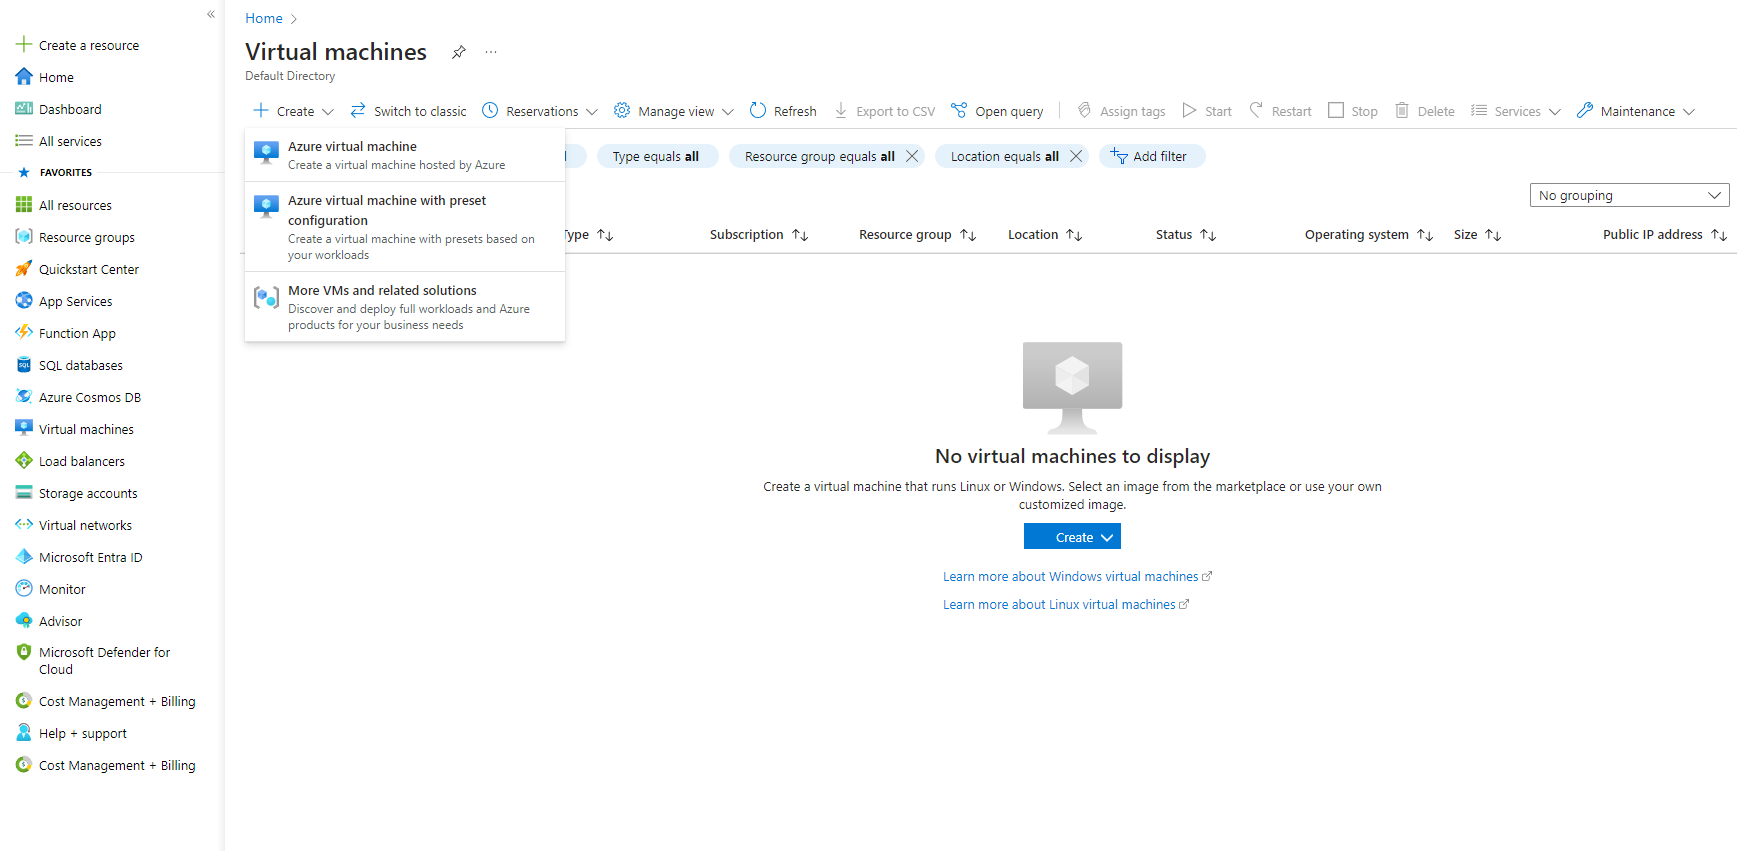 Create a resource
Home
Dashboard
All services
FAVORITES
All resources
Resource groups
Quickstart Center
App Services
Function App
SQL databases
Azure Cosmos DB
Virtual machines
Load balancers
Storage accounts
Virtual networks
Microsoft Entra ID
Monitor
Advisor
Microsoft Defender for
Cloud
Cost Management + Billing
Help + support
Cost Management + Billing
Home
Virtual machines
Default Directory
Create Switch to classic Reservations Manage view Refresh Export to CSV Open query Assign tags Start Restart Stop Delete Services Maintenance
Azure virtual machine
Create a virtual machine hosted by Azure
Azure virtual machine with preset
configuration
Create a virtual machine with presets based on
your workloads
More VMs and related solutions
Discover and deploy full workloads and Azure
products for your business needs
Type equals all Resource group equals all Location equals all Add filter
No grouping
Type Subscription Resource group Location Status Operating system Size Public IP address
No virtual machines to display
Create a virtual machine that runs Linux or Windows. Select an image from the marketplace or use your own
customized image.
Create
Learn more about Windows virtual machines
Learn more about Linux virtual machines